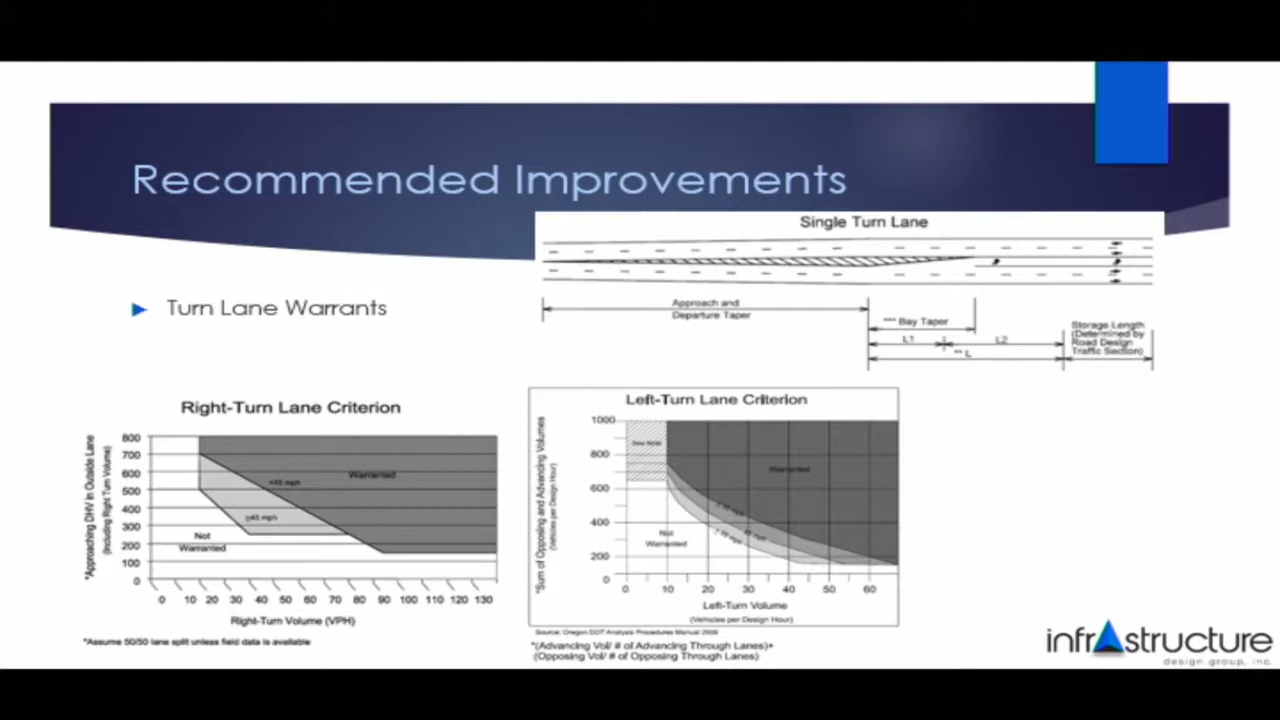 Recommended Improvements
Turn Lane Warrants
Single Turn Lane
Approach and
Departure Taper
*** Bay Taper
L1
L2
** L
Storage Length
(Determined by
Road Design
Traffic Section)
Right-Turn Lane Criterion
*Approaching DHV in Outside Lane
(Including Right Turn Volume)
800
700
600
500
400
300
200
100
0
Warranted
<45 mph
≥45 mph
Not
Warranted
0 10 20 30 40 50 60 70 80 90 100 110 120 130
Right-Turn Volume (VPH)
*Assume 50/50 lane split unless field data is available
Left-Turn Lane Criterion
*Sum of Opposing and Advancing Volumes
(Vehicles per Design Hour)
1000
800
600
400
200
0
See Note
Warranted
Not
Warranted
0 10 20 30 40 50 60
Left-Turn Volume
(Vehicles per Design Hour)
Source: Oregon DOT Analysis Procedures Manual 2008
*(Advancing Vol/ # of Advancing Through Lanes)+
(Opposing Vol/ # of Opposing Through Lanes)
infrastructure
design group, inc.